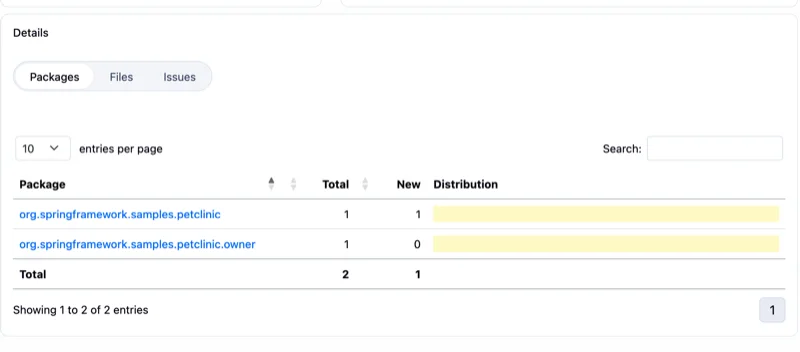 Details
Packages Files Issues
10 entries per page Search:
Package Total New Distribution
org.springframework.samples.petclinic 1 1
org.springframework.samples.petclinic.owner 1 0
Total 2 1
Showing 1 to 2 of 2 entries 1